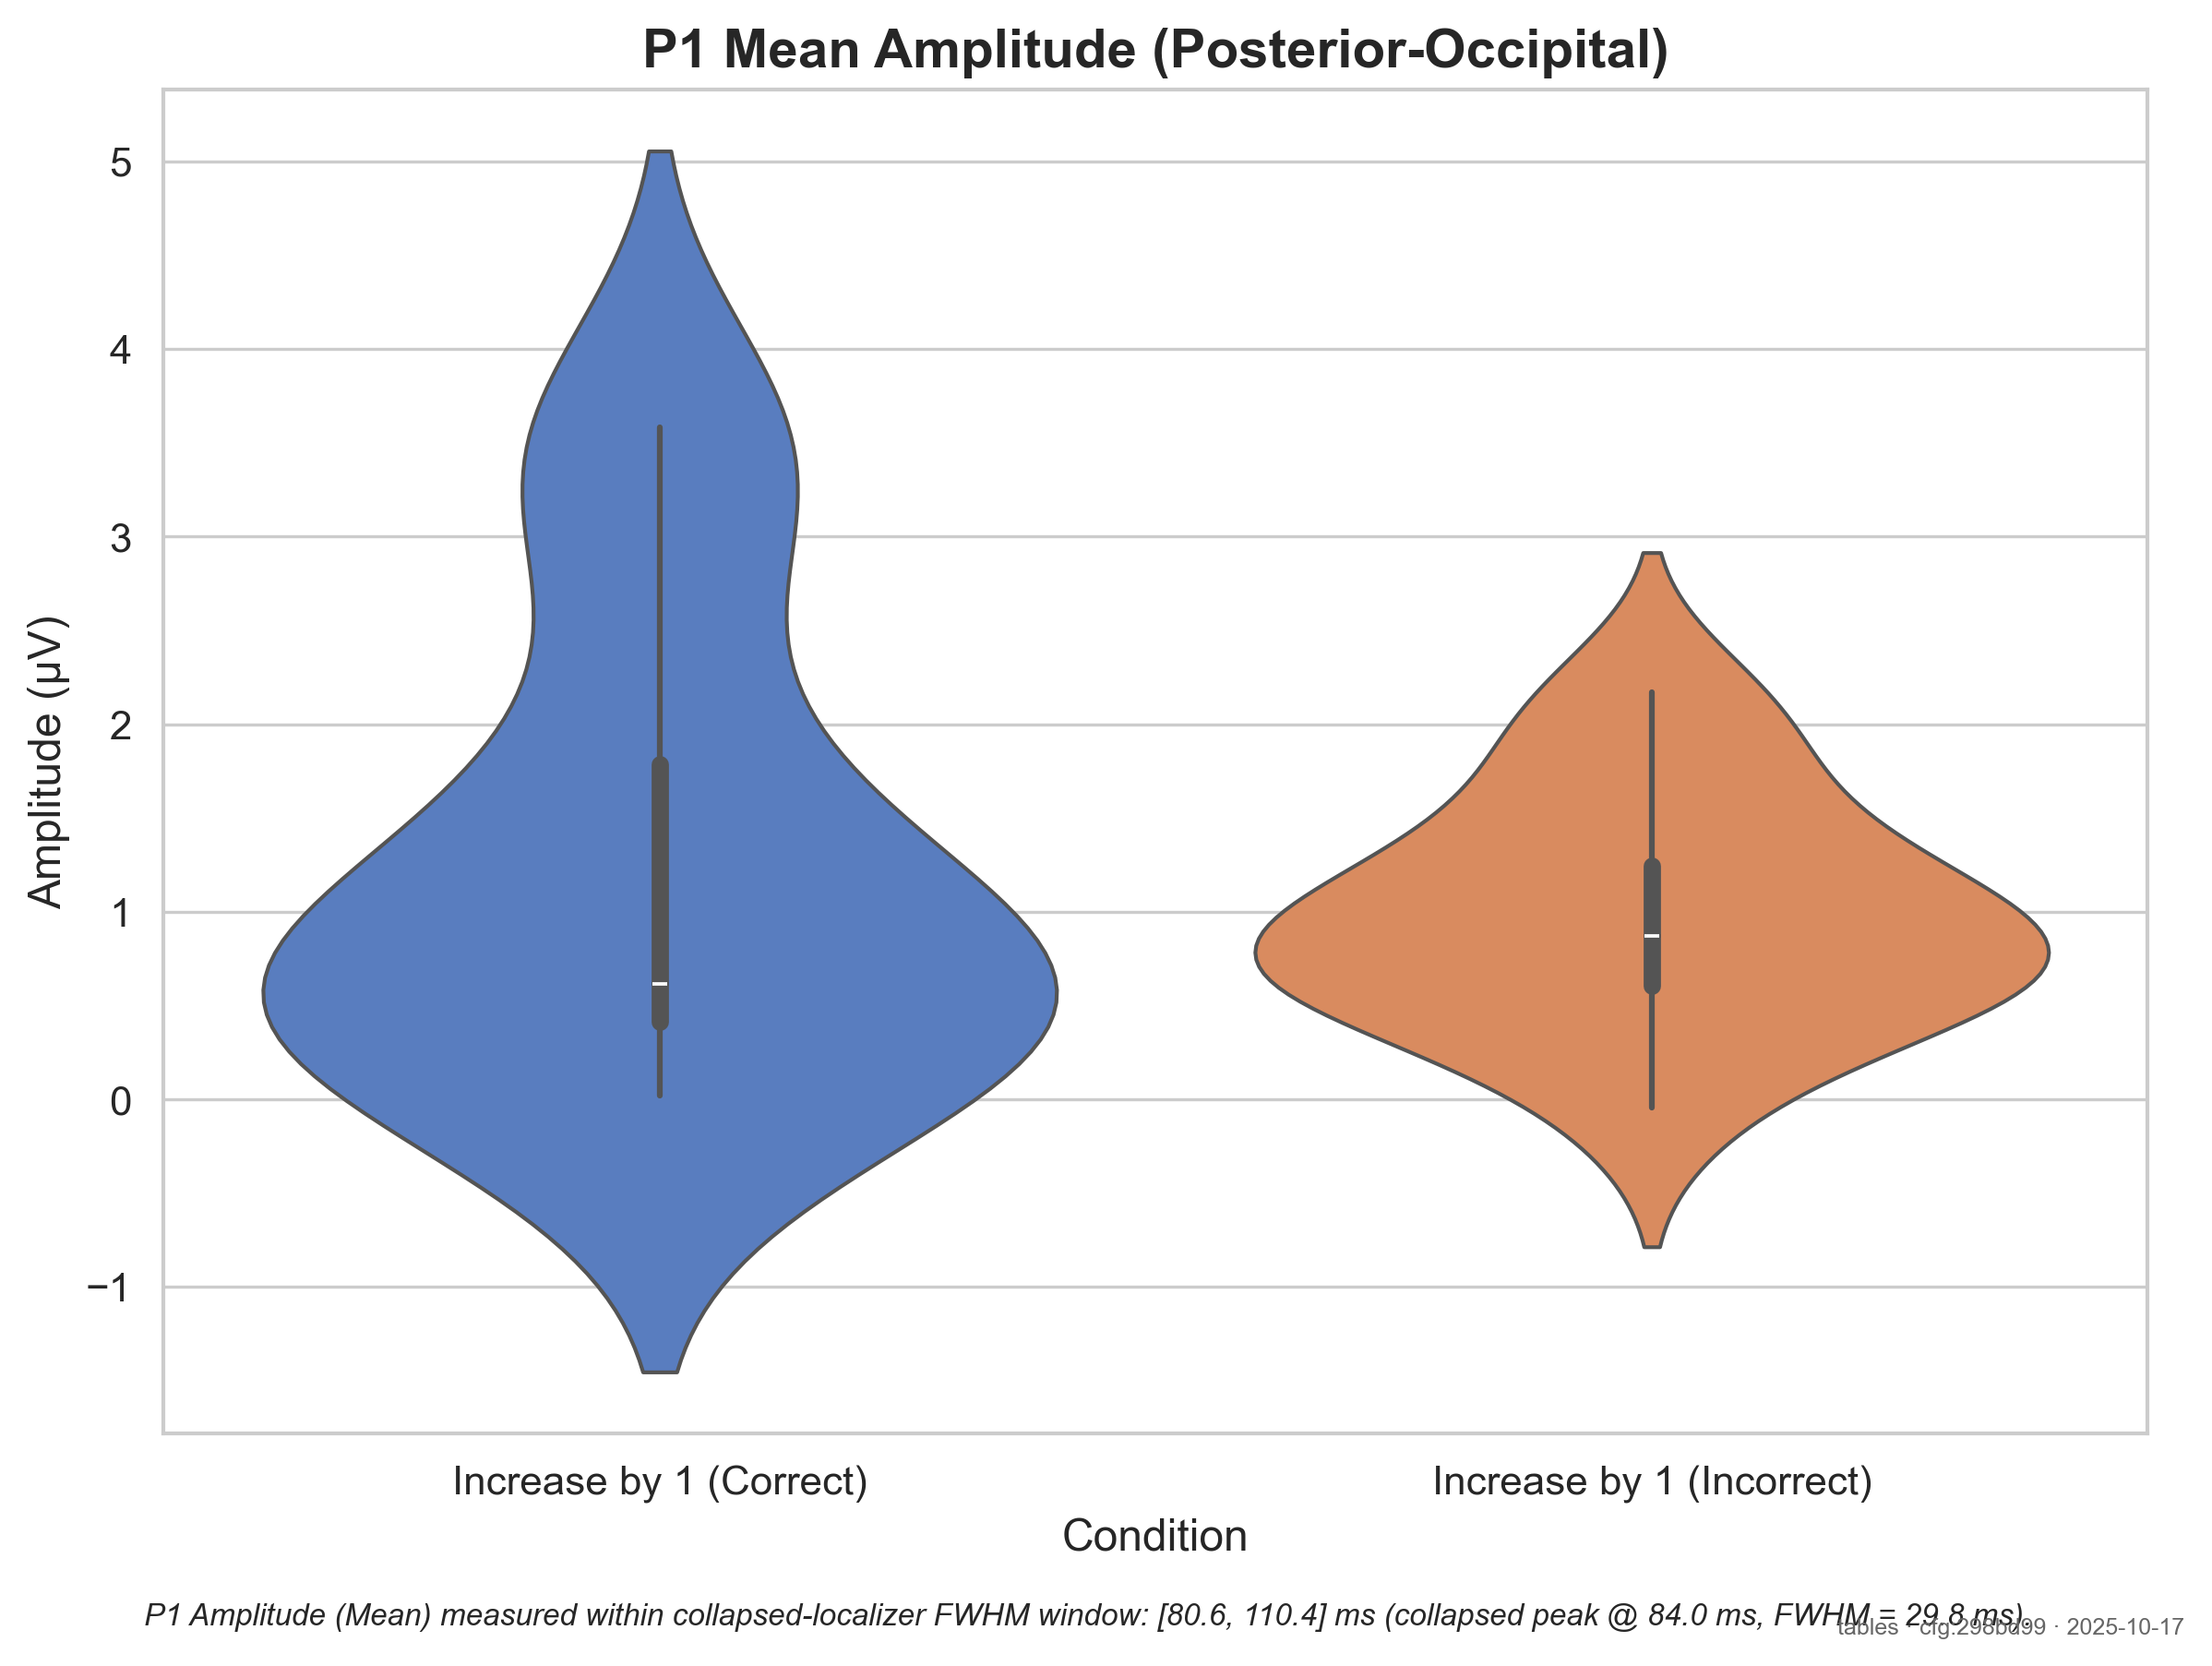 P1 Mean Amplitude (Posterior-Occipital)
Amplitude (µV)
5
4
3
2
1
0
−1
Increase by 1 (Correct)
Increase by 1 (Incorrect)
Condition
P1 Amplitude (Mean) measured within collapsed-localizer FWHM window: [80.6, 110.4] ms (collapsed peak @ 84.0 ms, FWHM = 29.8 ms).
tables · cfg:298bd99 · 2025-10-17